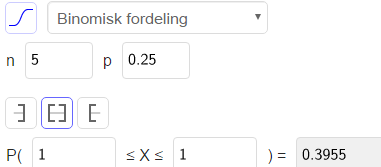 Binomisk fordeling
n 5 p 0.25
P( 1 ≤ X ≤ 1 ) = 0.3955